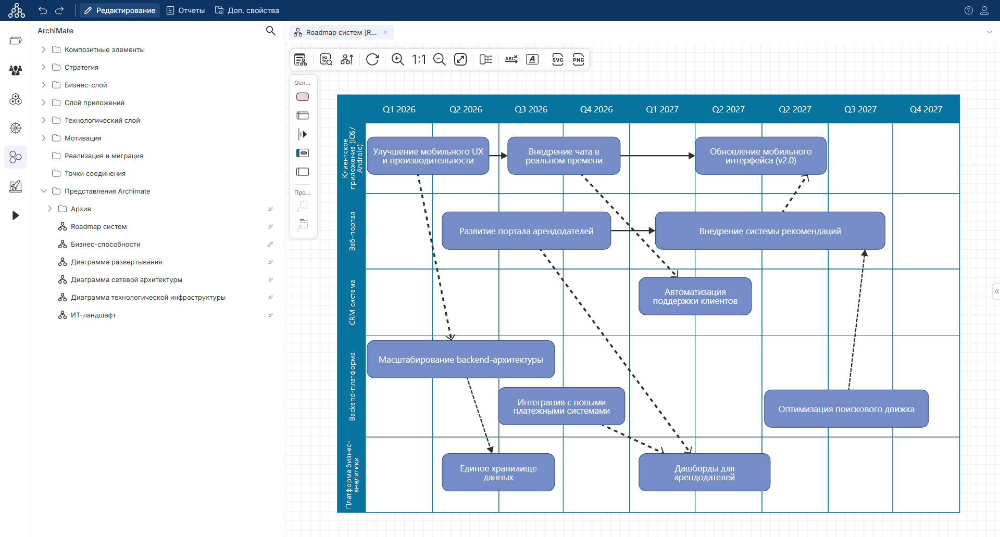 Редактирование
Отчеты
Доп. свойства
ArchiMate
Композитные элементы
Стратегия
Бизнес-слой
Слой приложений
Технологический слой
Мотивация
Реализация и миграция
Точки соединения
Представления Archimate
Архив
Roadmap систем
Бизнес-способности
Диаграмма развертывания
Диаграмма сетевой архитектуры
Диаграмма технологической инфраструктуры
ИТ-ландшафт
Roadmap систем [R...
1:1
ABC
A
SVG
PNG
Осн...
Про...
Q1 2026
Q2 2026
Q3 2026
Q4 2026
Q1 2027
Q2 2027
Q2 2027
Q3 2027
Q4 2027
Клиентское
приложение (iOS/
Android)
Улучшение мобильного UX
и производительности
Внедрение чата в
реальном времени
Обновление мобильного
интерфейса (v2.0)
Веб-портал
Развитие портала арендодателей
Внедрение системы рекомендаций
CRM система
Автоматизация
поддержки клиентов
Backend-платформа
Масштабирование backend-архитектуры
Интеграция с новыми
платежными системами
Оптимизация поискового движка
Платформа бизнес-
аналитики
Единое хранилище
данных
Дашборды для
арендодателей